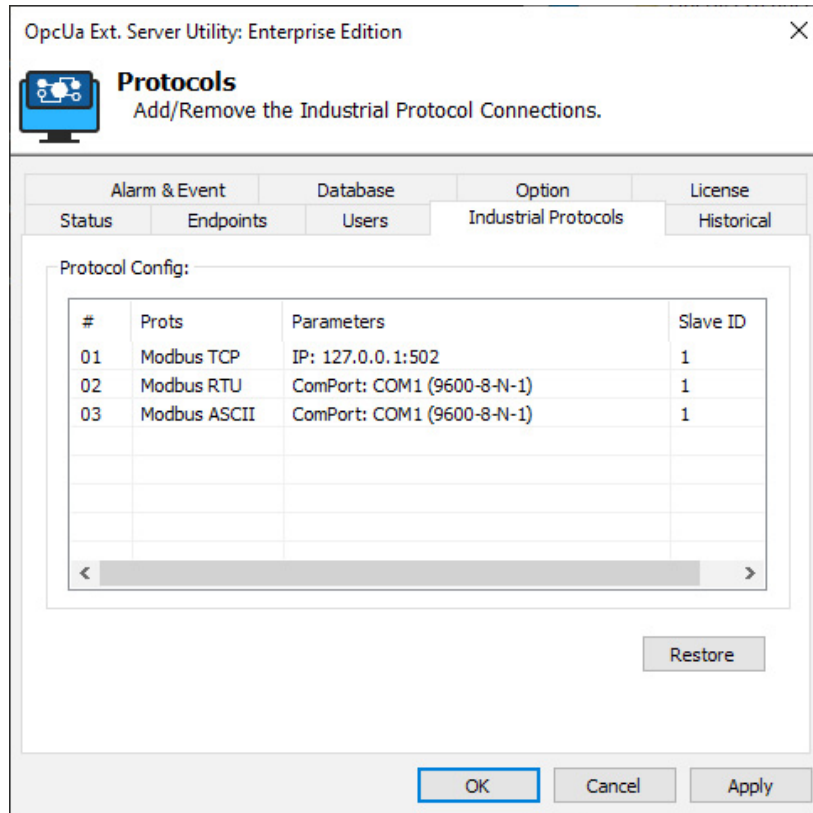 OpcUa Ext. Server Utility: Enterprise Edition
Protocols
Add/Remove the Industrial Protocol Connections.
Alarm & Event Database Option License
Status Endpoints Users Industrial Protocols Historical
Protocol Config:
# Prots Parameters Slave ID
01 Modbus TCP IP: 127.0.0.1:502 1
02 Modbus RTU ComPort: COM1 (9600-8-N-1) 1
03 Modbus ASCII ComPort: COM1 (9600-8-N-1) 1
Restore
OK Cancel Apply